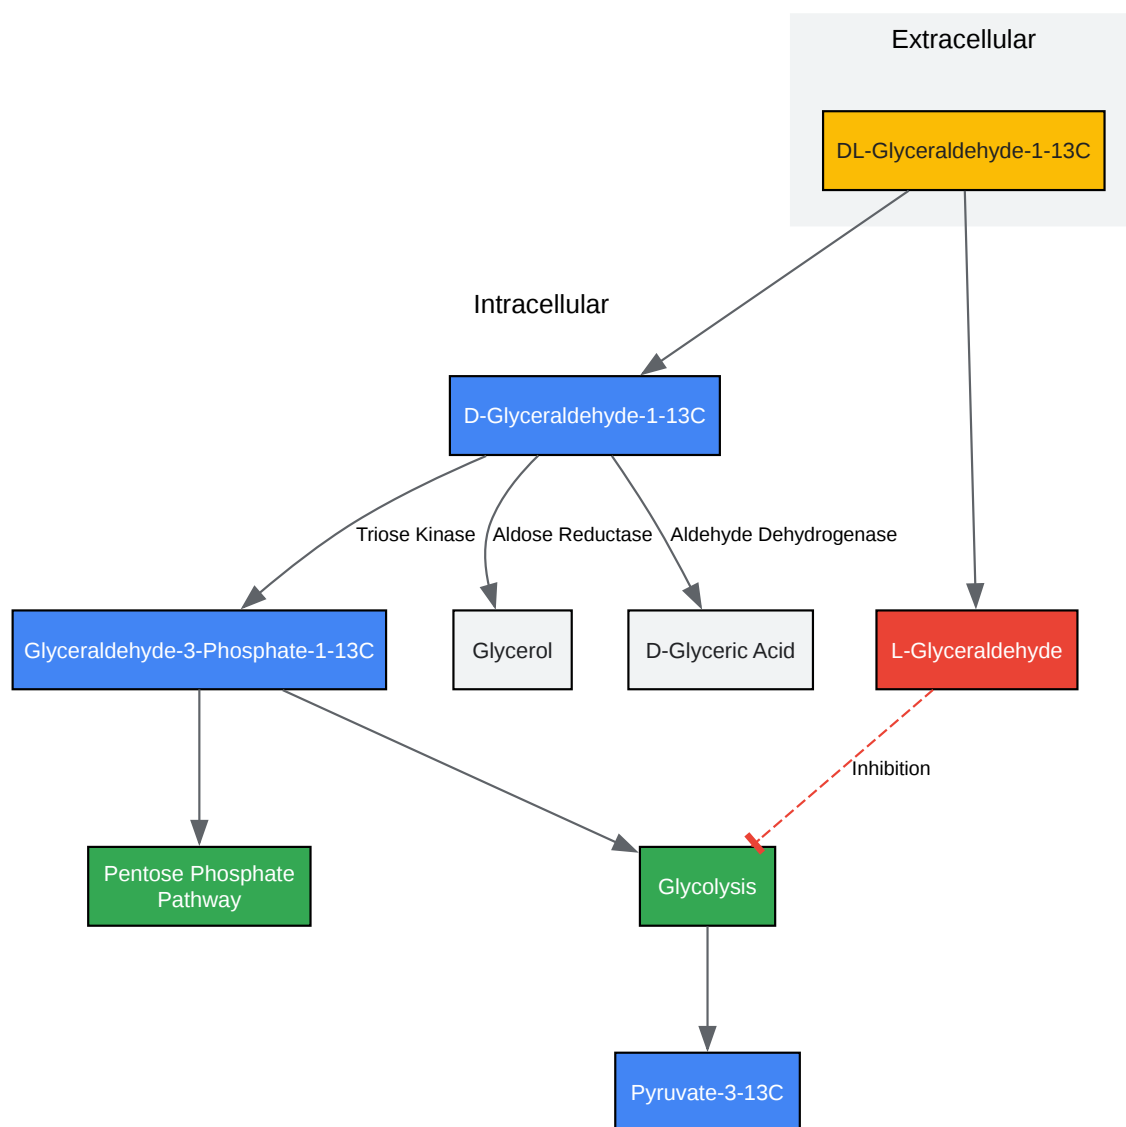 Extracellular
DL-Glyceraldehyde-1-13C
Intracellular
D-Glyceraldehyde-1-13C
Triose Kinase
Aldose Reductase
Aldehyde Dehydrogenase
Glyceraldehyde-3-Phosphate-1-13C
Glycerol
D-Glyceric Acid
L-Glyceraldehyde
Inhibition
Pentose Phosphate
Pathway
Glycolysis
Pyruvate-3-13C